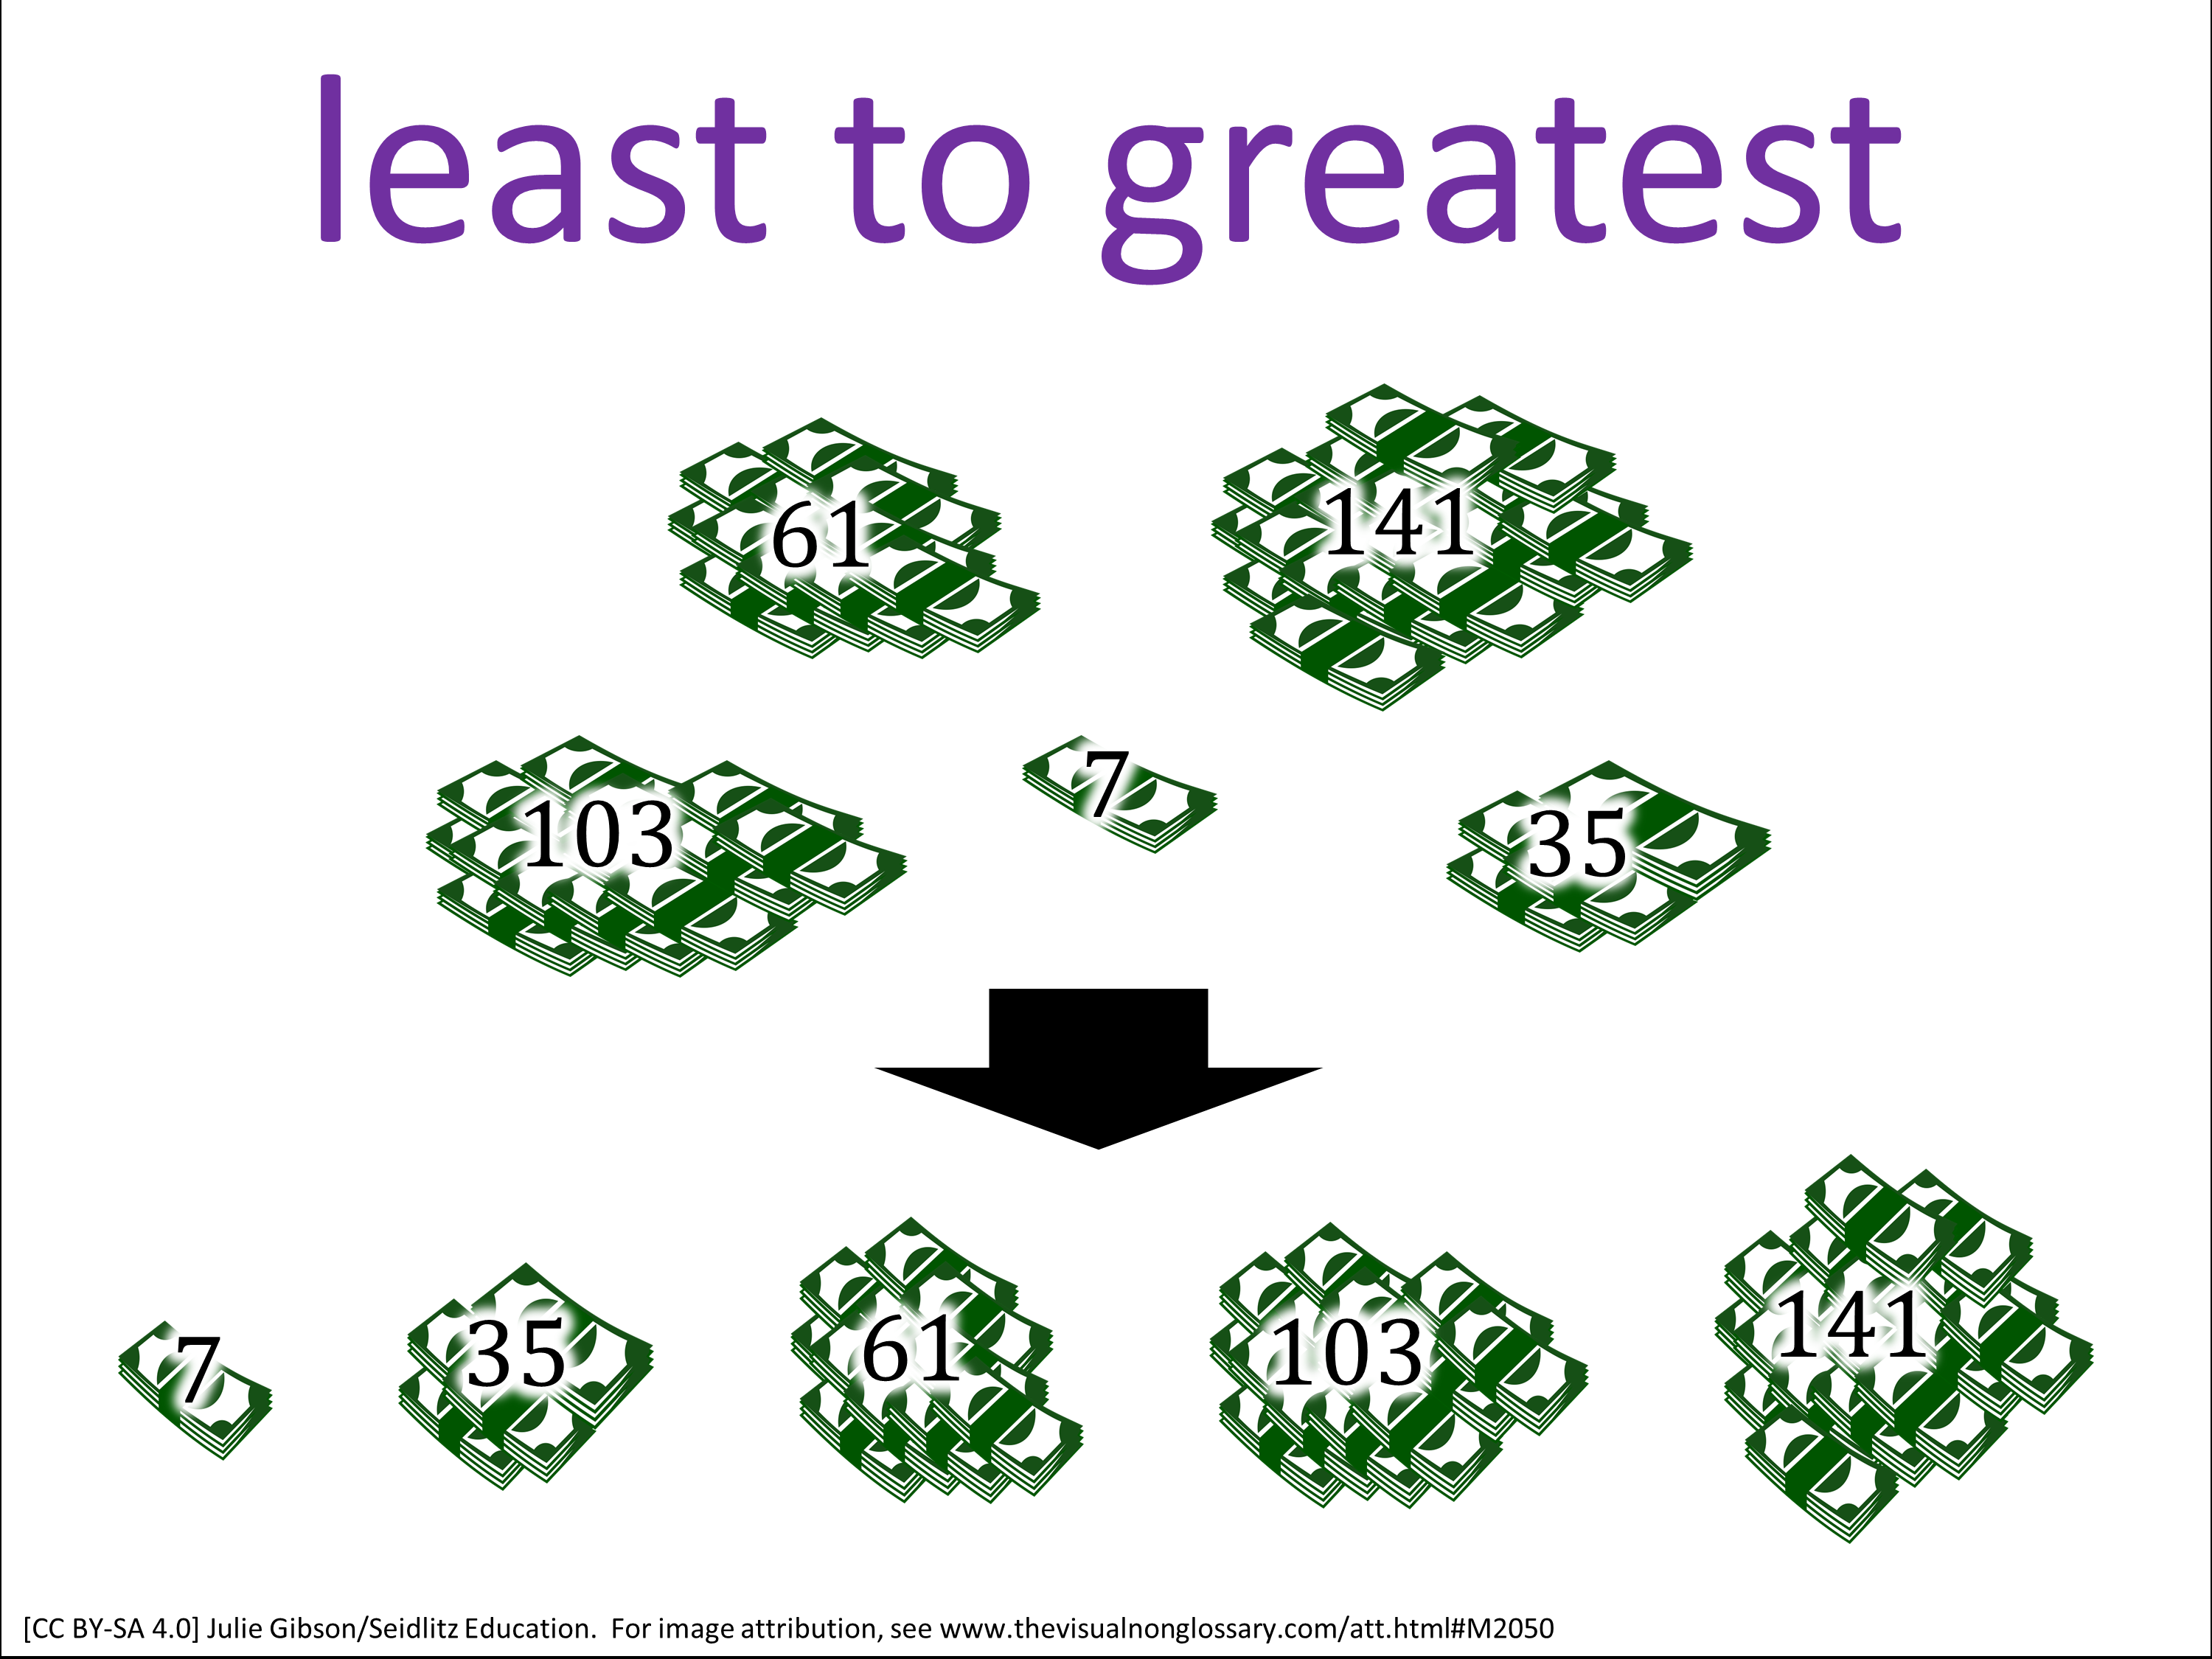 least to greatest
61 141
103 7 35
7 35 61 103 141
[CC BY-SA 4.0] Julie Gibson/Seidlitz Education.  For image attribution, see www.thevisualnonglossary.com/att.html#M2050